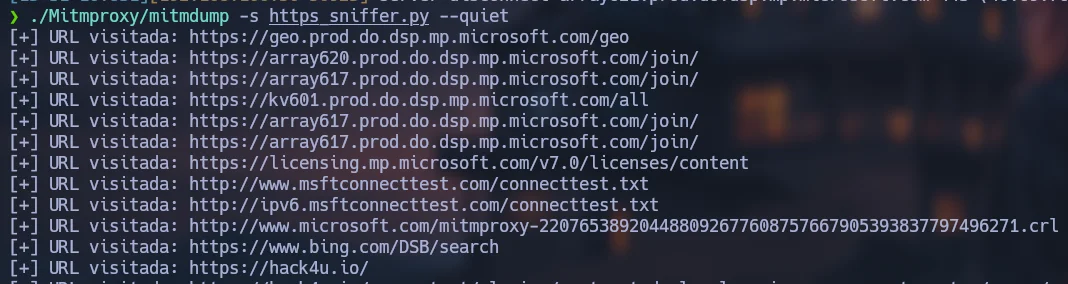 ❯ ./Mitmproxy/mitmdump -s https_sniffer.py --quiet
[+] URL visitada: https://geo.prod.do.dsp.mp.microsoft.com/geo
[+] URL visitada: https://array620.prod.do.dsp.mp.microsoft.com/join/
[+] URL visitada: https://array617.prod.do.dsp.mp.microsoft.com/join/
[+] URL visitada: https://kv601.prod.do.dsp.mp.microsoft.com/all
[+] URL visitada: https://array617.prod.do.dsp.mp.microsoft.com/join/
[+] URL visitada: https://array617.prod.do.dsp.mp.microsoft.com/join/
[+] URL visitada: https://licensing.mp.microsoft.com/v7.0/licenses/content
[+] URL visitada: http://www.msftconnecttest.com/connecttest.txt
[+] URL visitada: http://ipv6.msftconnecttest.com/connecttest.txt
[+] URL visitada: http://www.microsoft.com/mitmproxy-220765389204488092677608757667905393837797496271.crl
[+] URL visitada: https://www.bing.com/DSB/search
[+] URL visitada: https://hack4u.io/